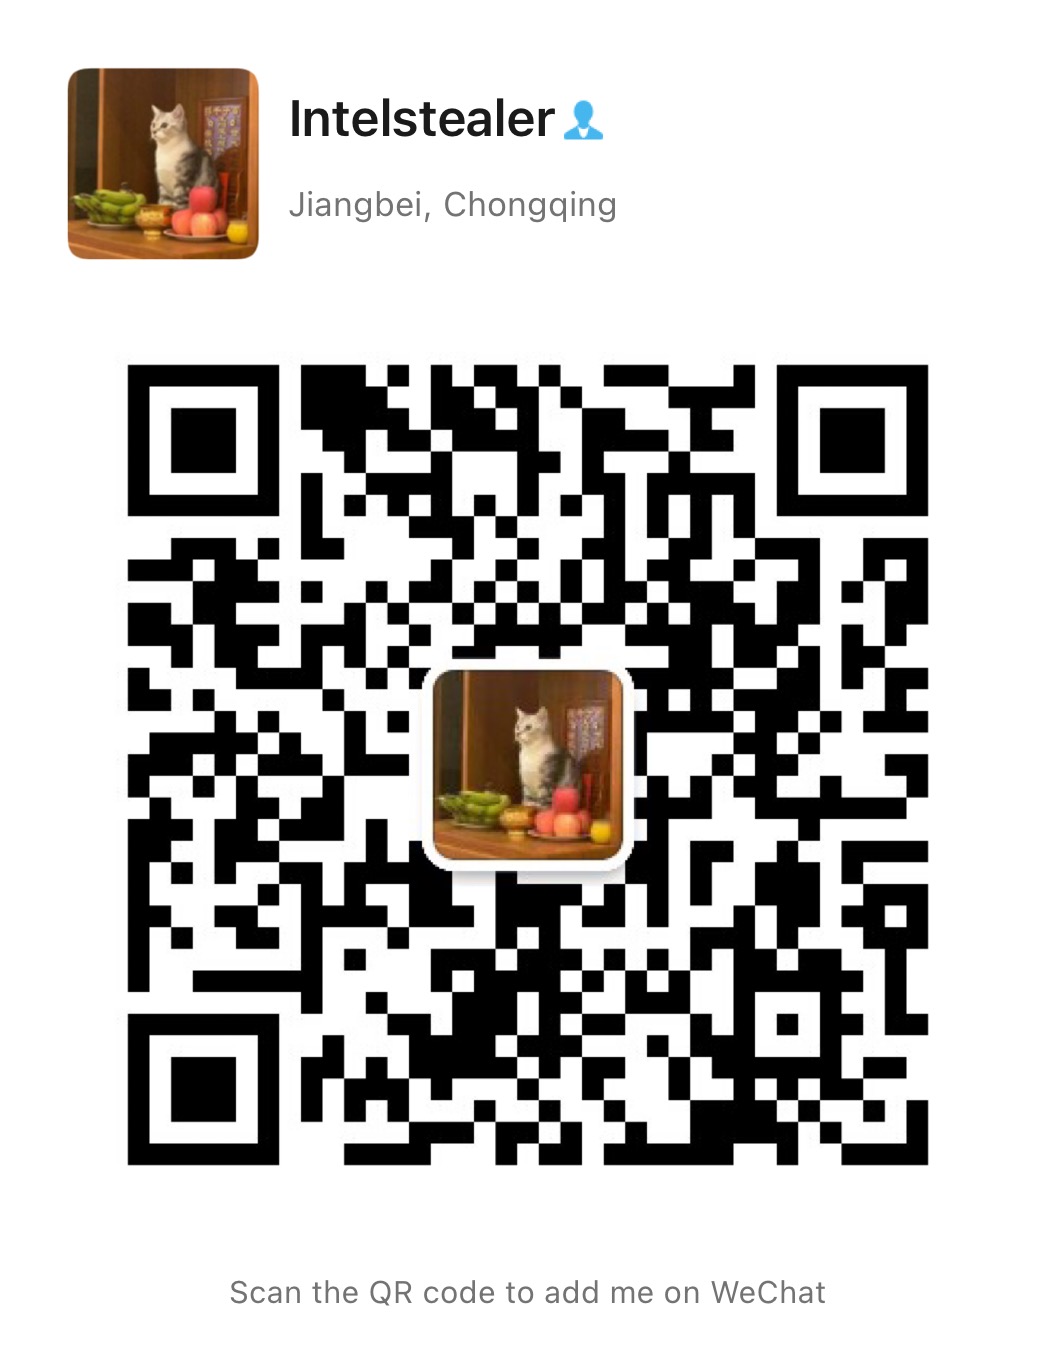 Intelstealer
Jiangbei, Chongqing
Scan the QR code to add me on WeChat